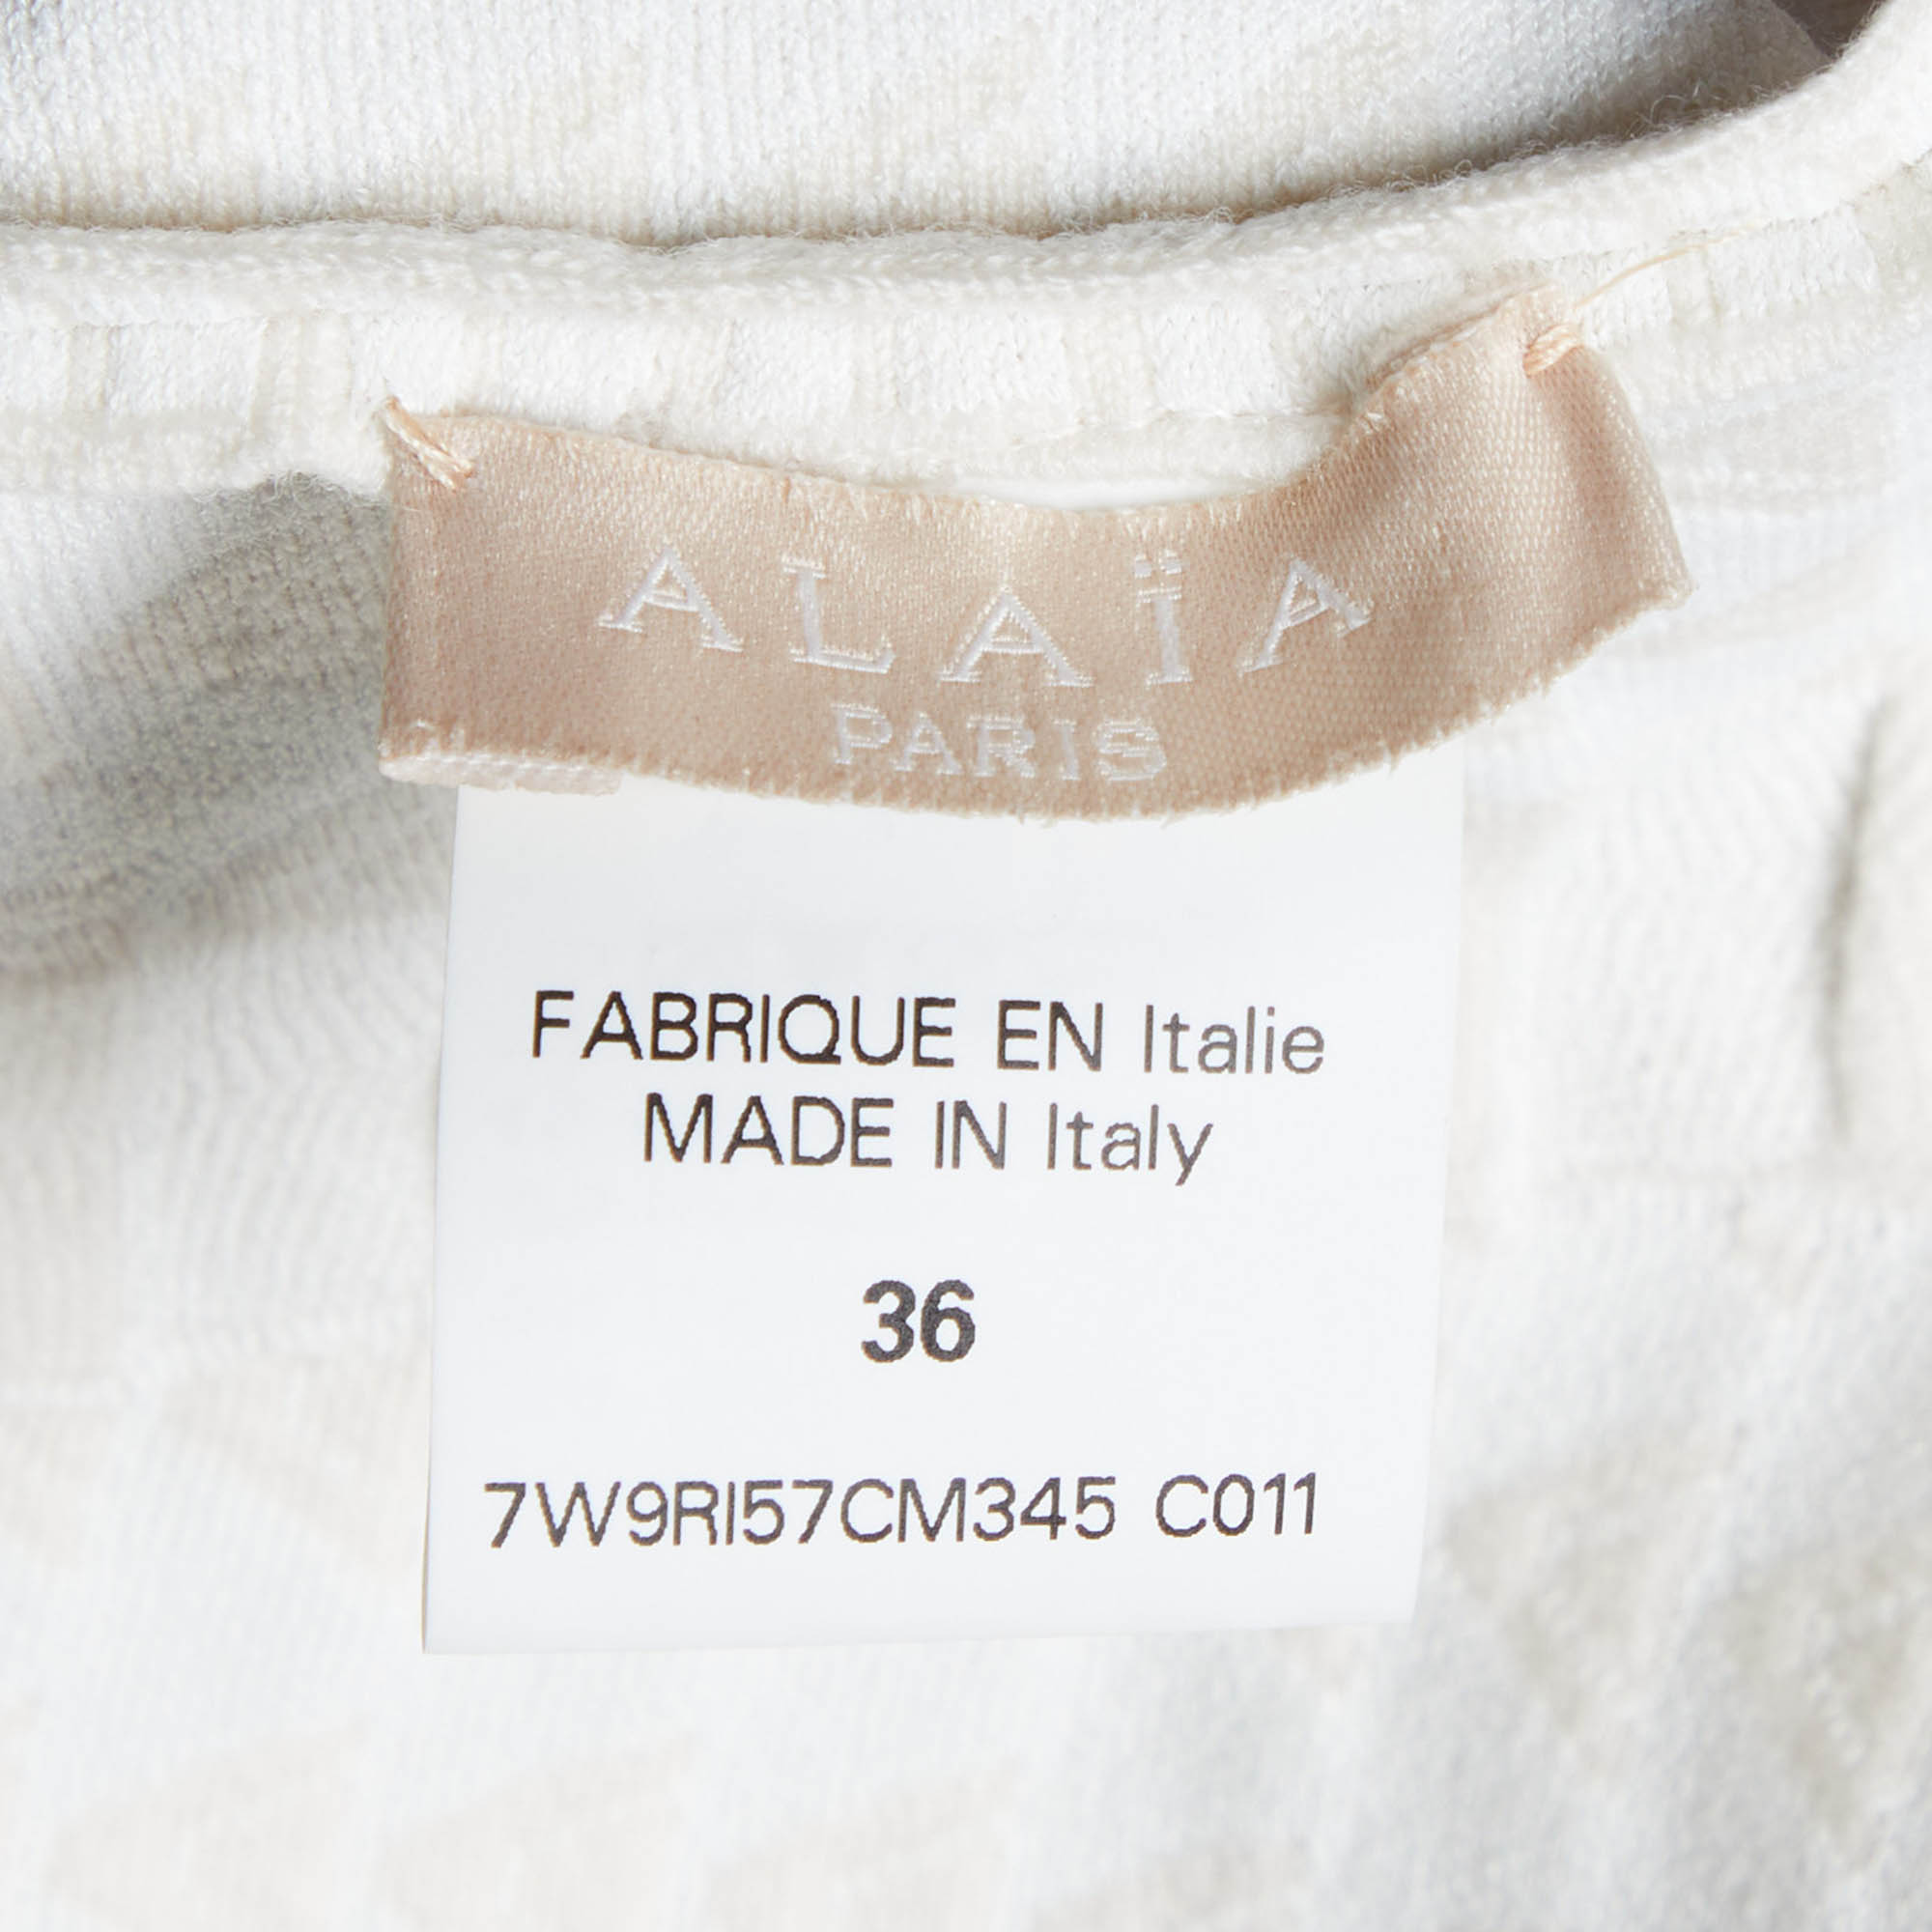 ALAÏA
PARIS
FABRIQUE EN Italie
MADE IN Italy
36
7W9RI57CM345 C011